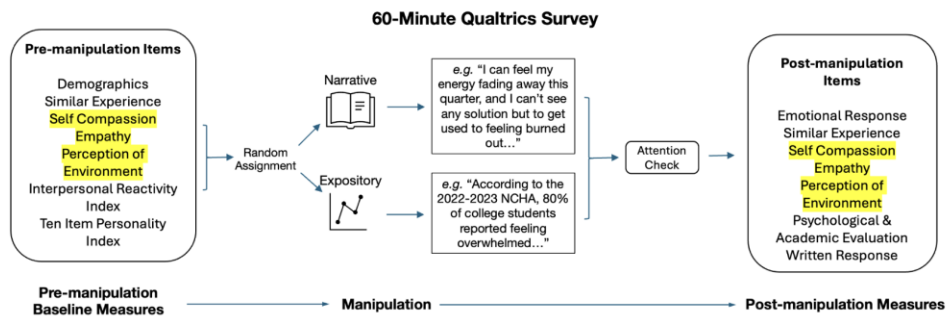 60-Minute Qualtrics Survey
Pre-manipulation Items
Demographics
Similar Experience
Self Compassion
Empathy
Perception of
Environment
Interpersonal Reactivity
Index
Ten Item Personality
Index
Random
Assignment
Narrative
Expository
e.g. “I can feel my
energy fading away this
quarter, and I can’t see
any solution but to get
used to feeling burned
out...”
e.g. “According to the
2022-2023 NCHA, 80%
of college students
reported feeling
overwhelmed...”
Attention
Check
Post-manipulation
Items
Emotional Response
Similar Experience
Self Compassion
Empathy
Perception of
Environment
Psychological &
Academic Evaluation
Written Response
Pre-manipulation
Baseline Measures
Manipulation
Post-manipulation Measures